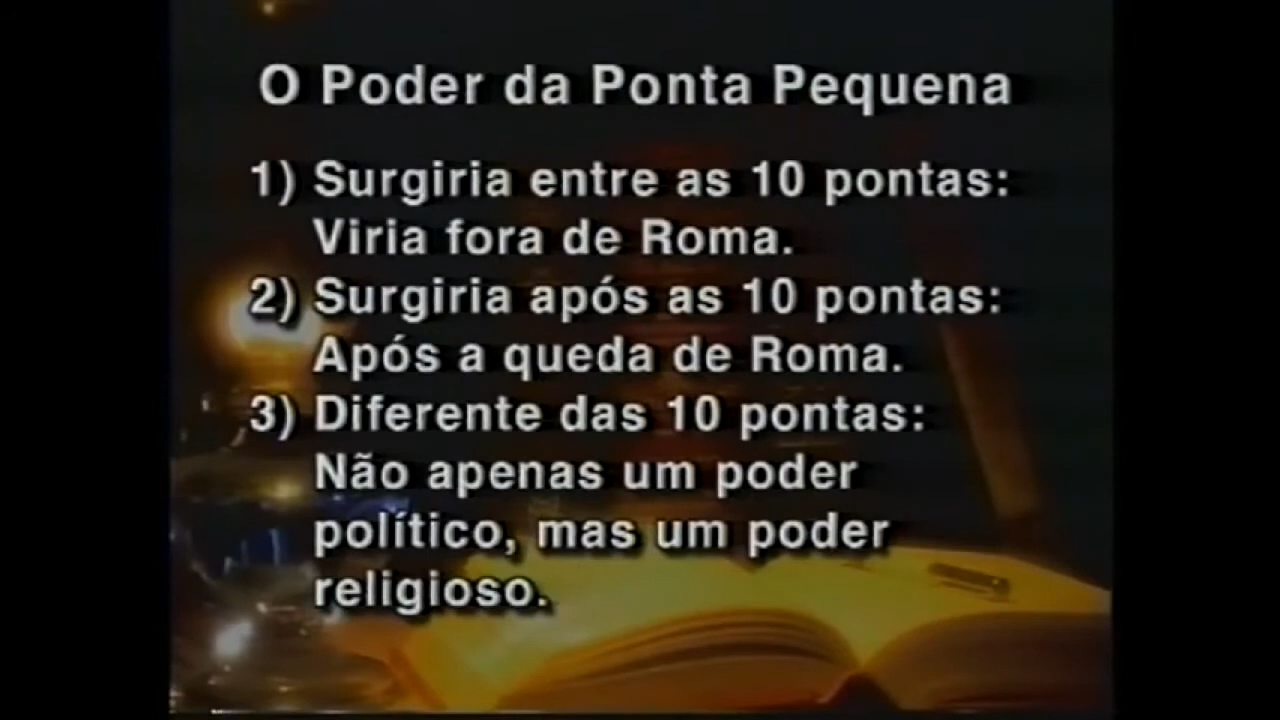 O Poder da Ponta Pequena
1) Surgiria entre as 10 pontas:
Viria fora de Roma.
2) Surgiria após as 10 pontas:
Após a queda de Roma.
3) Diferente das 10 pontas:
Não apenas um poder
político, mas um poder
religioso.